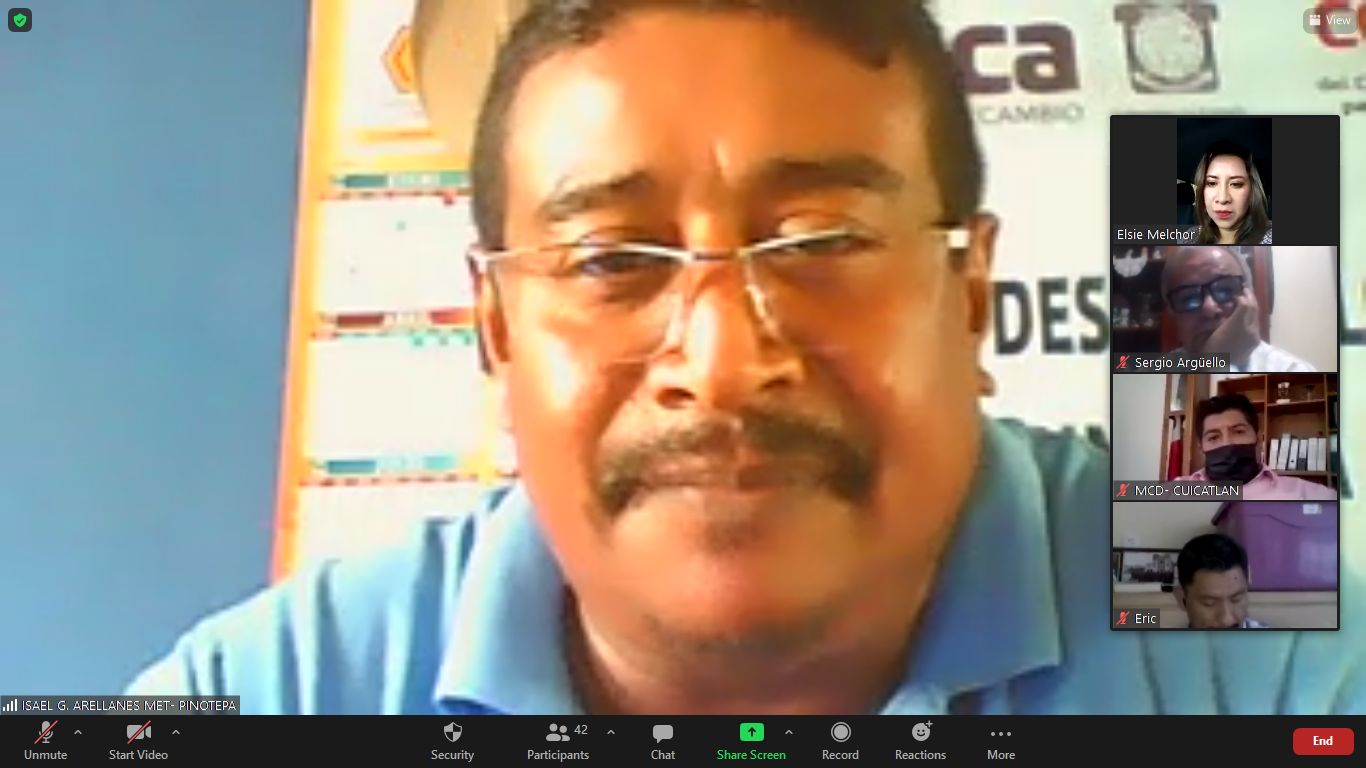 View
ca
CAMBIO
DES
Elsie Melchor
Sergio Argüello
MCD- CUICATLAN
Eric
ISAEL G. ARELLANES MET- PINOTEPA
Unmute
Start Video
Security
Participants
42
Chat
Share Screen
Record
Reactions
More
End